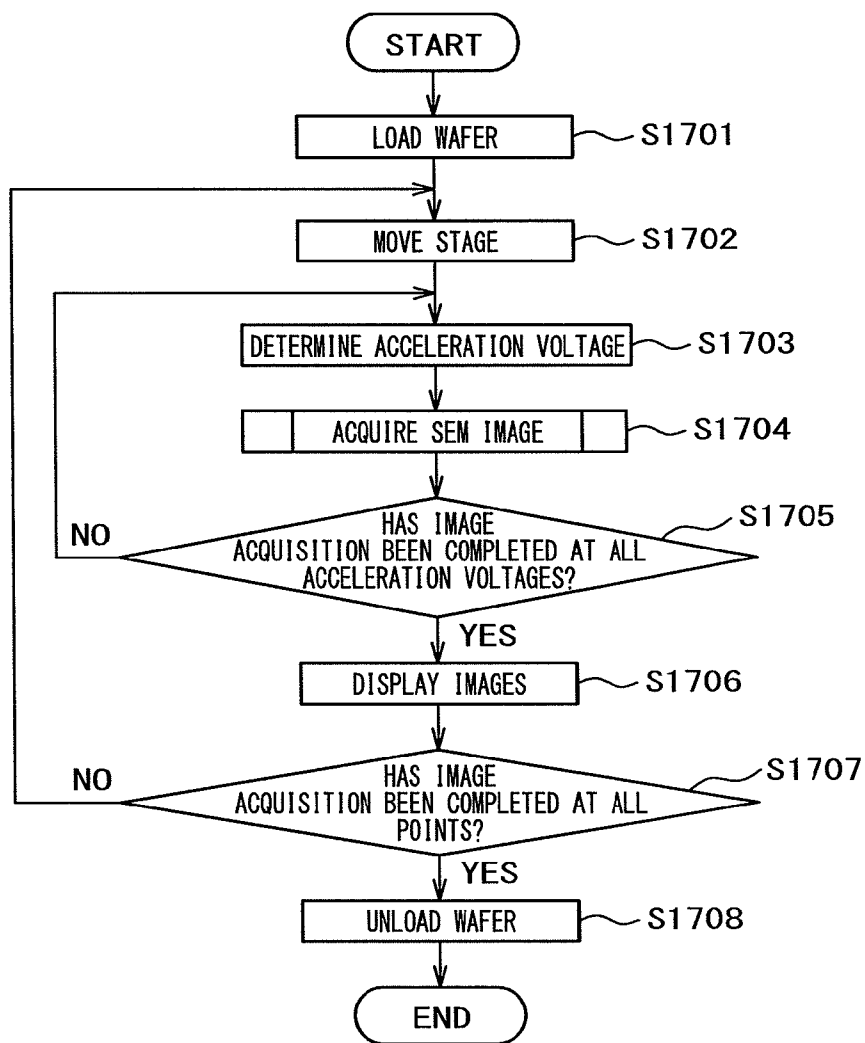 START
LOAD WAFER
S1701
MOVE STAGE
S1702
DETERMINE ACCELERATION VOLTAGE
S1703
ACQUIRE SEM IMAGE
S1704
HAS IMAGE
ACQUISITION BEEN COMPLETED AT ALL
ACCELERATION VOLTAGES?
S1705
NO
YES
DISPLAY IMAGES
S1706
HAS IMAGE
ACQUISITION BEEN COMPLETED AT ALL
POINTS?
S1707
NO
YES
UNLOAD WAFER
S1708
END